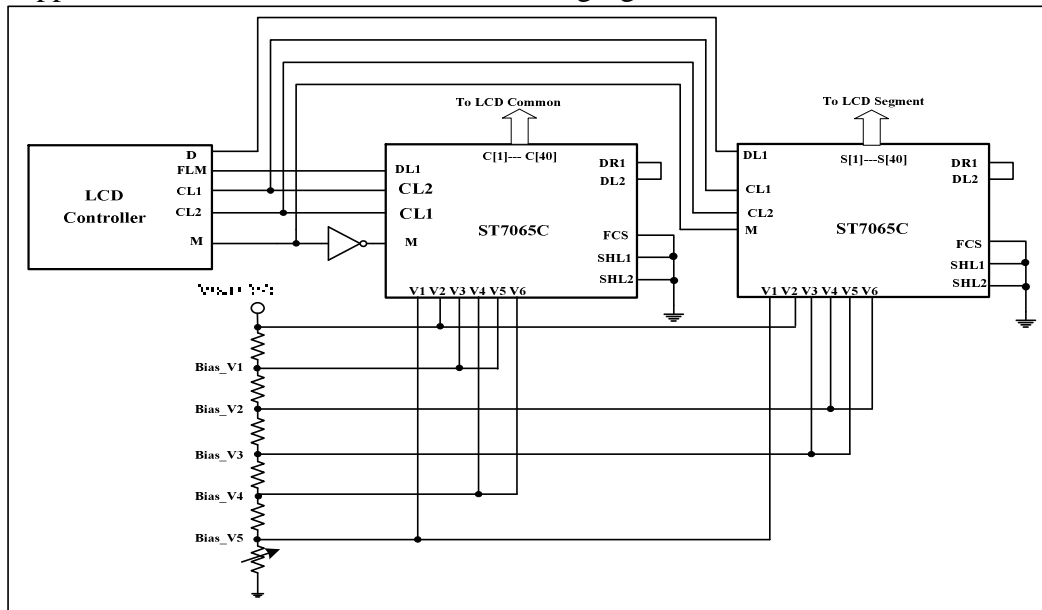 To LCD Common
To LCD Segment
LCD
Controller
D
FLM
CL1
CL2
M
C[1]--- C[40]
DL1
CL2
CL1
M
ST7065C
DR1
DL2
FCS
SHL1
SHL2
V1 V2 V3 V4 V5 V6
S[1]---S[40]
DL1
CL1
CL2
M
ST7065C
DR1
DL2
FCS
SHL1
SHL2
V1 V2 V3 V4 V5 V6
Bias_V1
Bias_V2
Bias_V3
Bias_V4
Bias_V5